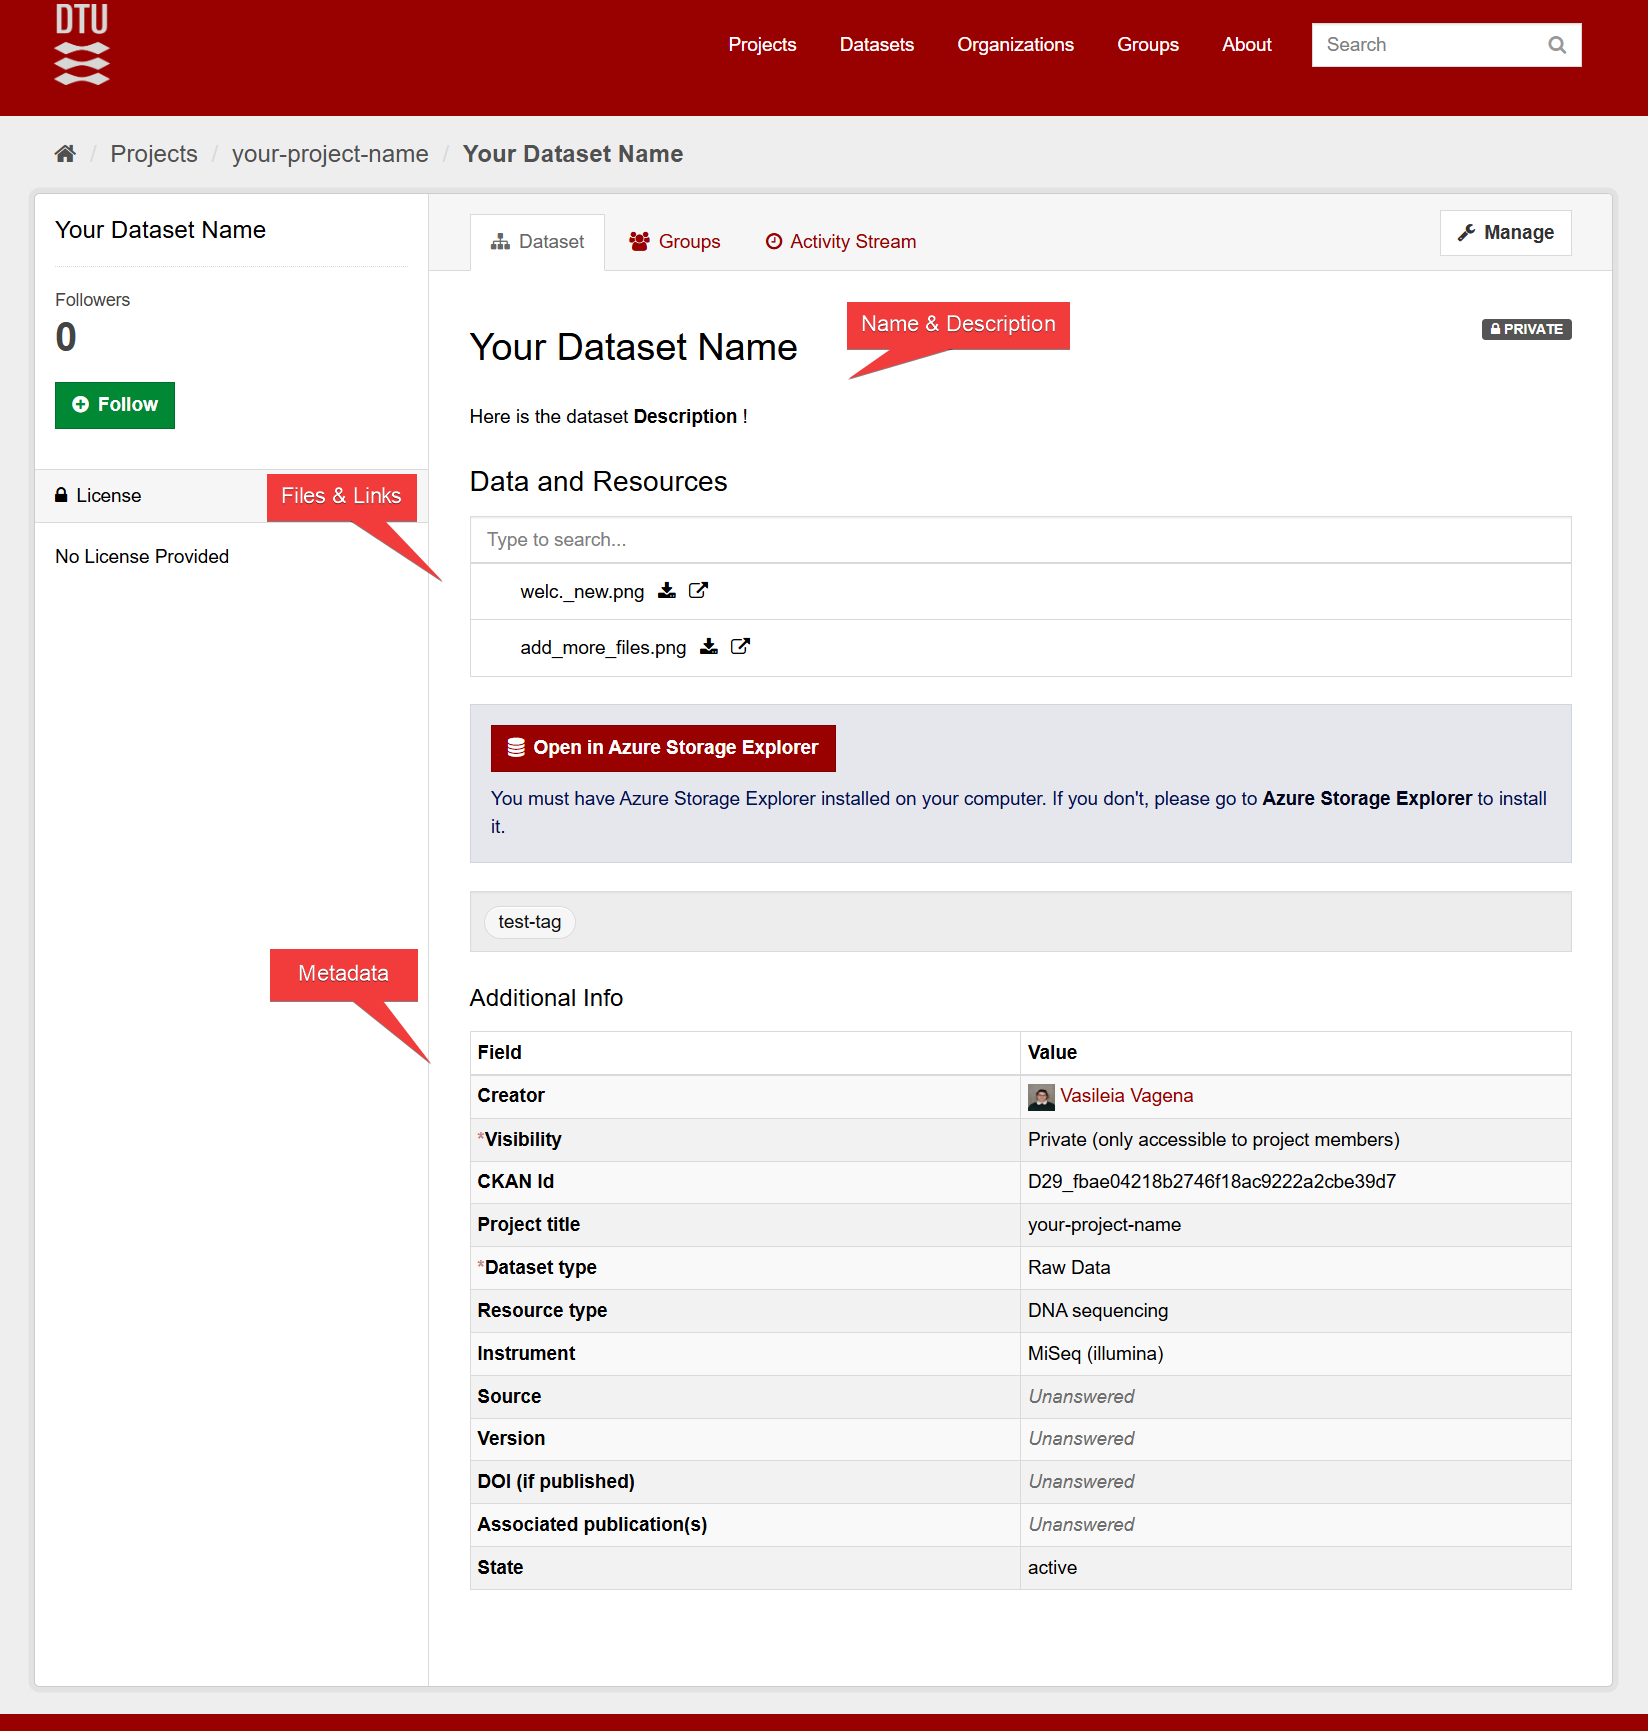 DTU
Projects Datasets Organizations Groups About Search
/ Projects / your-project-name / Your Dataset Name
Your Dataset Name
Followers
0
Follow
License
No License Provided
Files & Links
Metadata
Dataset Groups Activity Stream Manage
Name & Description
PRIVATE
Your Dataset Name
Here is the dataset Description !
Data and Resources
Type to search...
welc._new.png
add_more_files.png
Open in Azure Storage Explorer
You must have Azure Storage Explorer installed on your computer. If you don't, please go to Azure Storage Explorer to install
it.
test-tag
Additional Info
Field Value
Creator Vasileia Vagena
*Visibility Private (only accessible to project members)
CKAN Id D29_fbae04218b2746f18ac9222a2cbe39d7
Project title your-project-name
*Dataset type Raw Data
Resource type DNA sequencing
Instrument MiSeq (illumina)
Source Unanswered
Version Unanswered
DOI (if published) Unanswered
Associated publication(s) Unanswered
State active